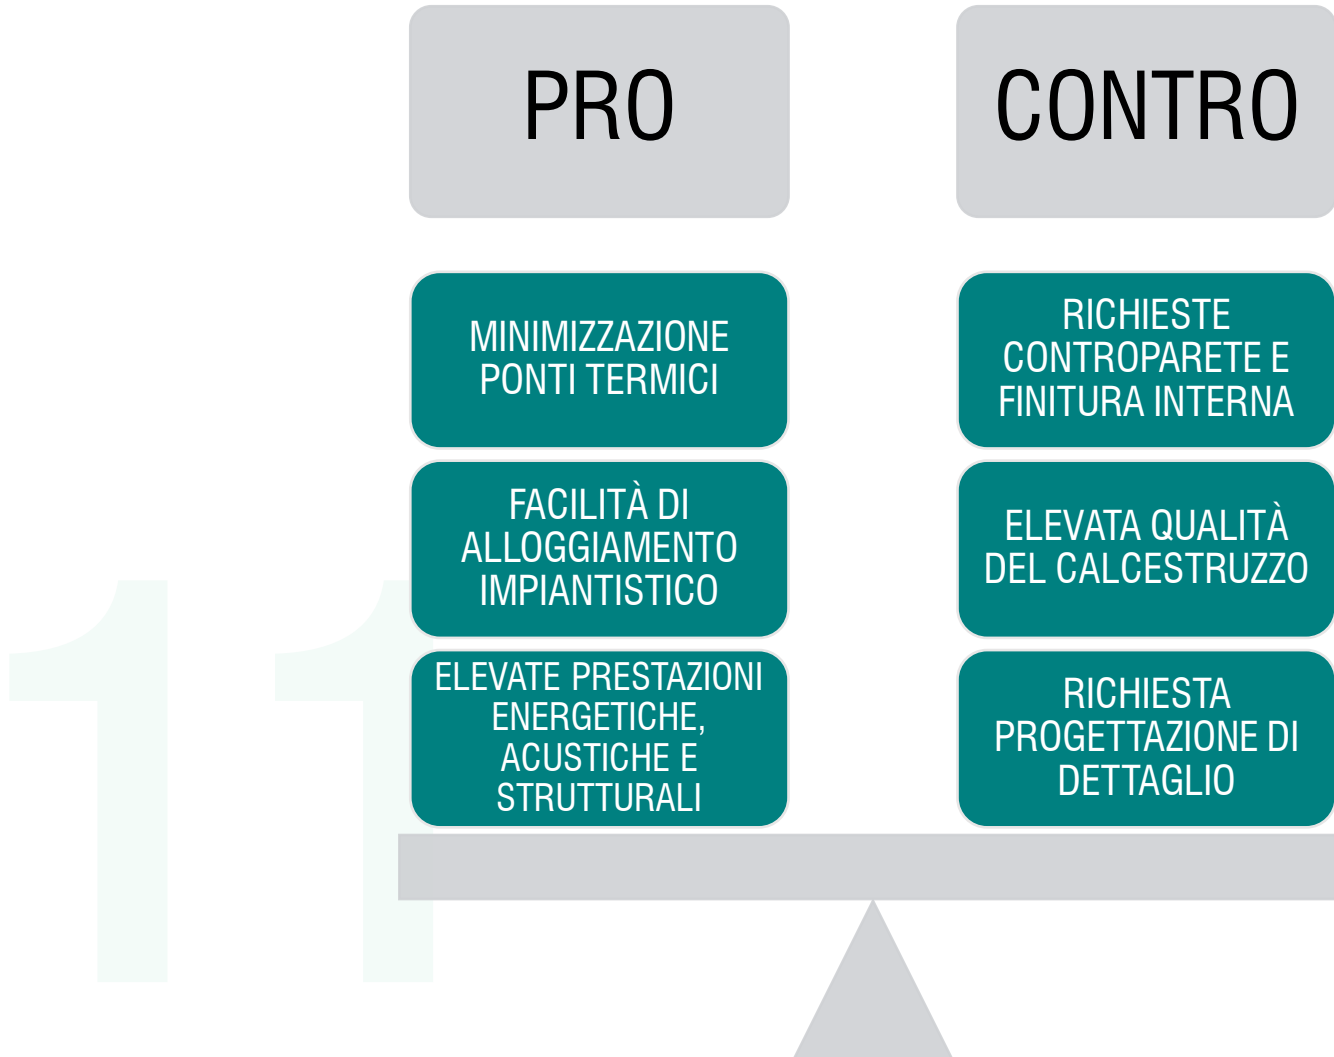 PRO
MINIMIZZAZIONE
PONTI TERMICI
FACILITÀ DI
ALLOGGIAMENTO
IMPIANTISTICO
ELEVATE PRESTAZIONI
ENERGETICHE,
ACUSTICHE E
STRUTTURALI
CONTRO
RICHIESTE
CONTROPARETE E
FINITURA INTERNA
ELEVATA QUALITÀ
DEL CALCESTRUZZO
RICHIESTA
PROGETTAZIONE DI
DETTAGLIO
11